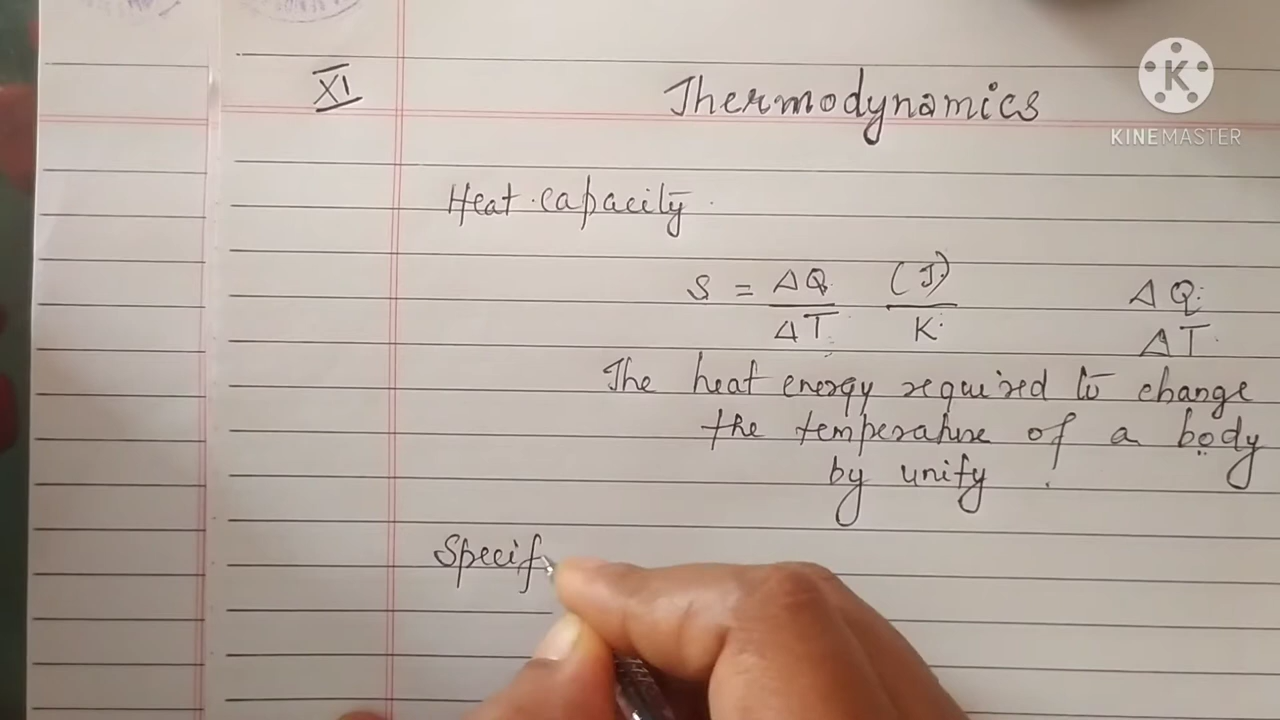 XI
Thermodynamics
K
KINEMASTER
Heat capacity.
S = ΔQ/ΔT (J)/K ΔQ/ΔT
The heat energy required to change
the temperature of a body
by unity.
Specif